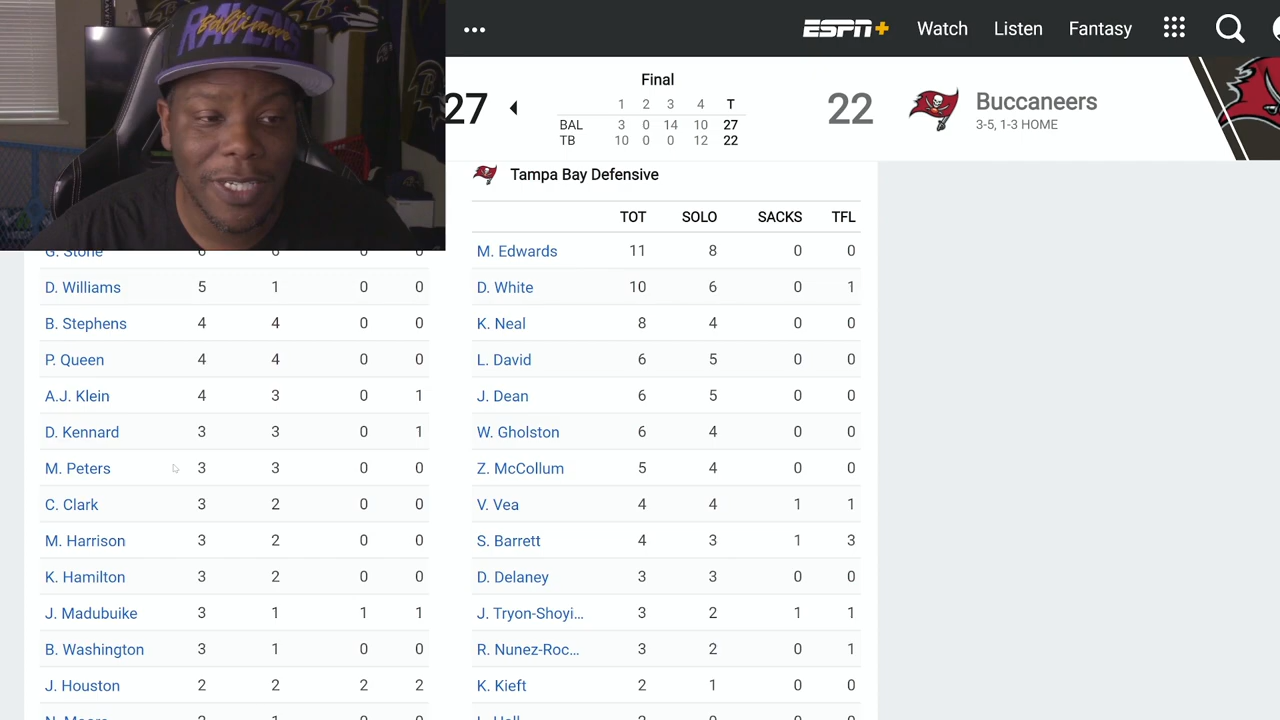 RAVENS
Baltimore
ESPN+
Watch
Listen
Fantasy
27
Final
1 2 3 4 T
BAL 3 0 14 10 27
TB 10 0 0 12 22
22
Buccaneers
3-5, 1-3 HOME
Tampa Bay Defensive
TOT SOLO SACKS TFL
G. Stone 6 6 0 0
D. Williams 5 1 0 0
B. Stephens 4 4 0 0
P. Queen 4 4 0 0
A.J. Klein 4 3 0 1
D. Kennard 3 3 0 1
M. Peters 3 3 0 0
C. Clark 3 2 0 0
M. Harrison 3 2 0 0
K. Hamilton 3 2 0 0
J. Madubuike 3 1 1 1
B. Washington 3 1 0 0
J. Houston 2 2 2 2
M. Edwards 11 8 0 0
D. White 10 6 0 1
K. Neal 8 4 0 0
L. David 6 5 0 0
J. Dean 6 5 0 0
W. Gholston 6 4 0 0
Z. McCollum 5 4 0 0
V. Vea 4 4 1 1
S. Barrett 4 3 1 3
D. Delaney 3 3 0 0
J. Tryon-Shoyi... 3 2 1 1
R. Nunez-Roc... 3 2 0 1
K. Kieft 2 1 0 0